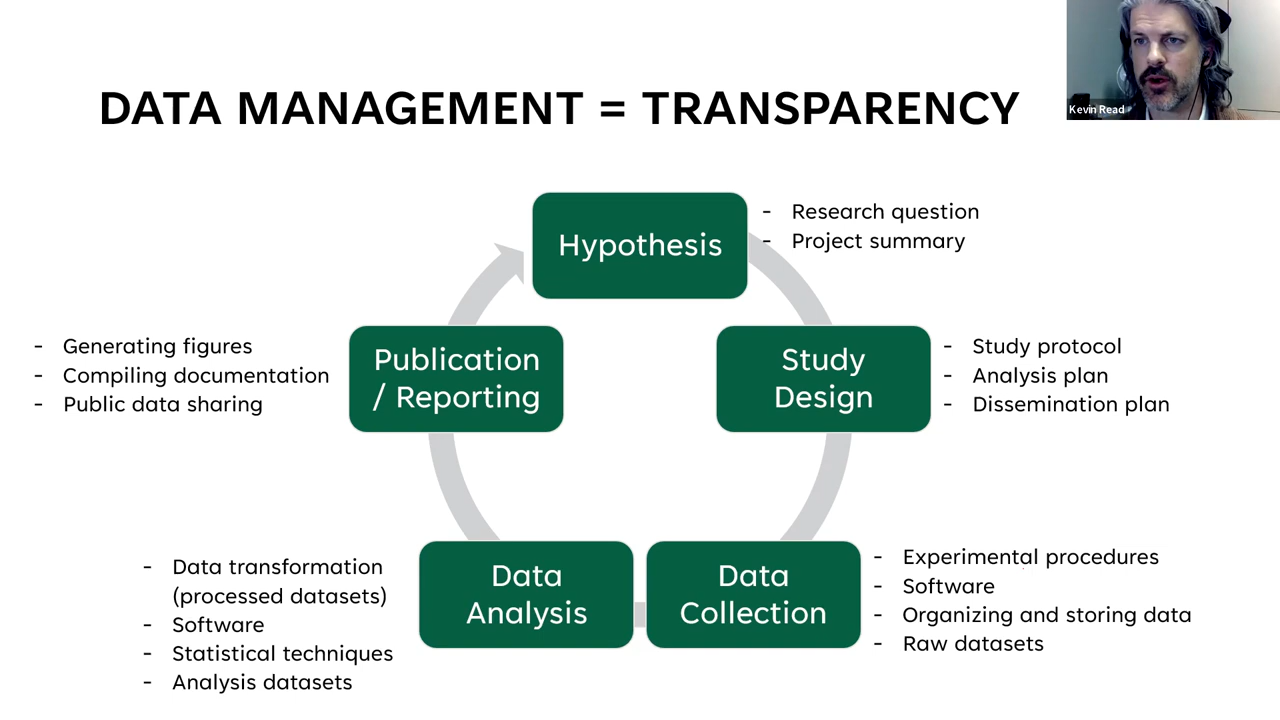 DATA MANAGEMENT = TRANSPARENCY
Kevin Read
Hypothesis
- Research question
- Project summary
Study
Design
- Study protocol
- Analysis plan
- Dissemination plan
Data
Collection
- Experimental procedures
- Software
- Organizing and storing data
- Raw datasets
Data
Analysis
- Data transformation
(processed datasets)
- Software
- Statistical techniques
- Analysis datasets
Publication
/ Reporting
- Generating figures
- Compiling documentation
- Public data sharing